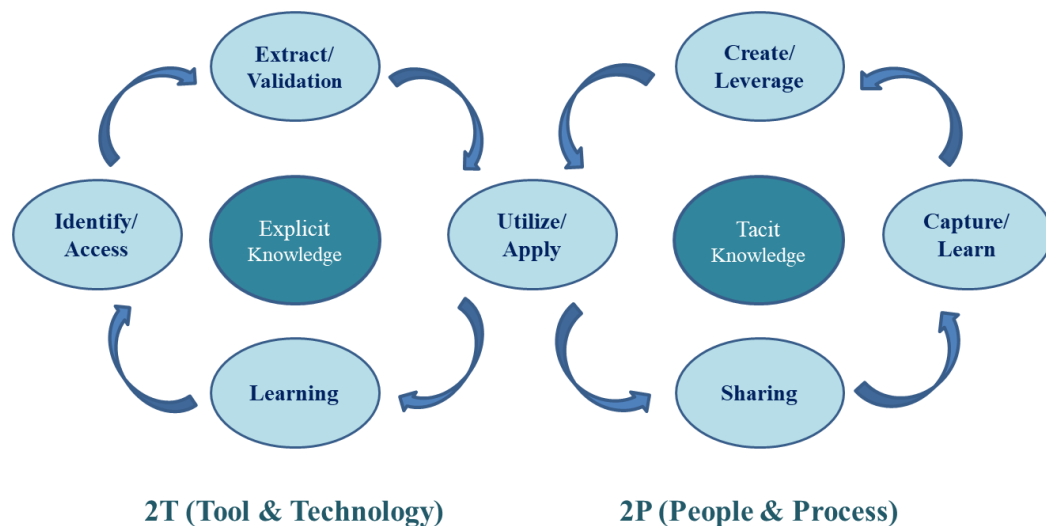 Extract/
Validation
Create/
Leverage
Identify/
Access
Explicit
Knowledge
Utilize/
Apply
Tacit
Knowledge
Capture/
Learn
Learning
Sharing
2T (Tool & Technology)
2P (People & Process)